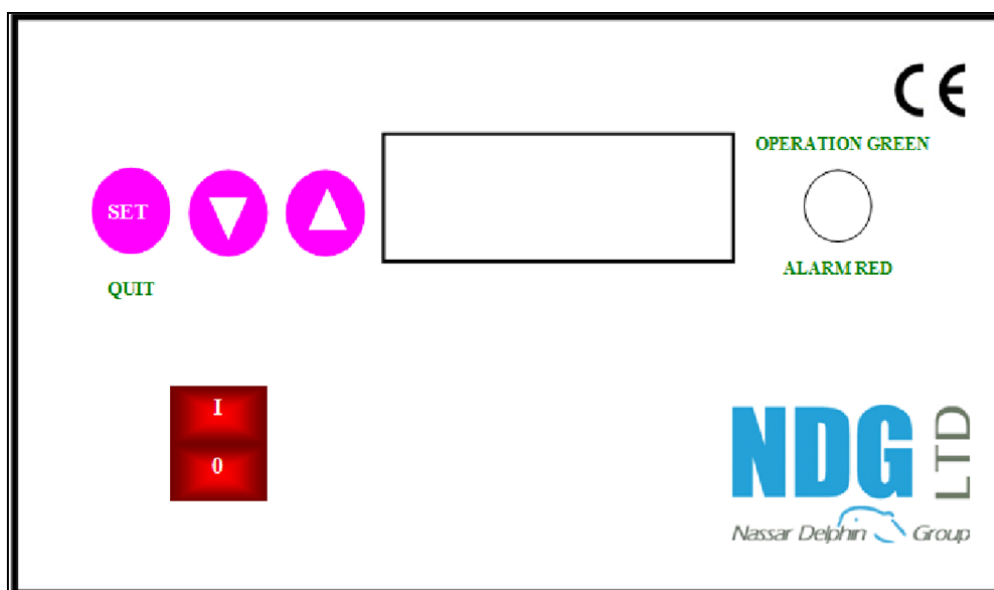 CE
OPERATION GREEN
SET
ALARM RED
QUIT
I
0
NDG LTD
Nassar Delphin Group